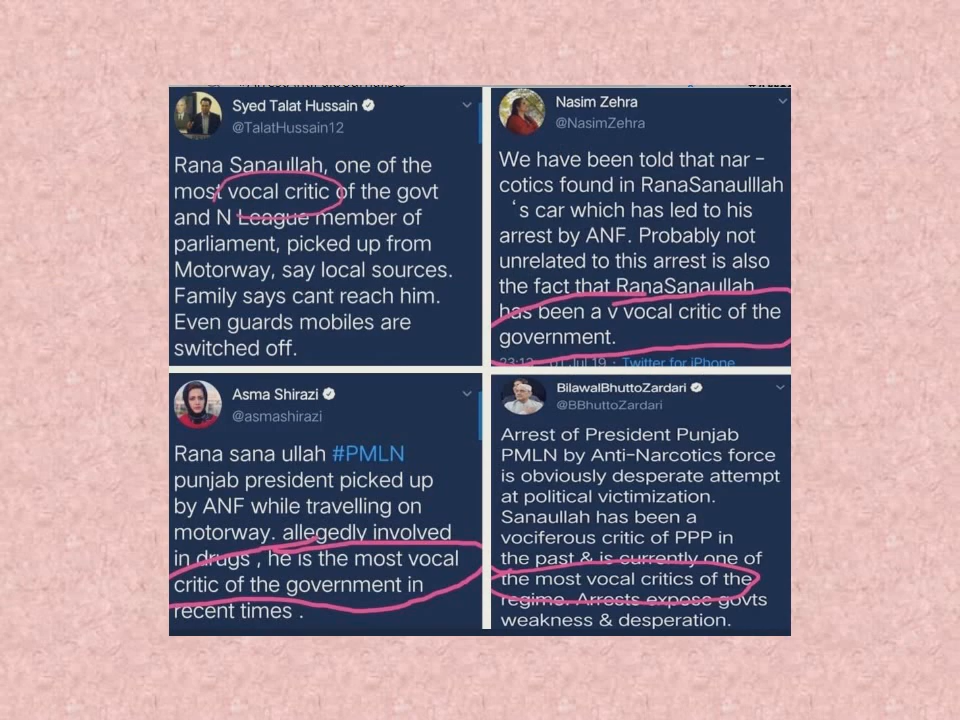 Syed Talat Hussain
@TalatHussain12
Rana Sanaullah, one of the
most vocal critic of the govt
and N League member of
parliament, picked up from
Motorway, say local sources.
Family says cant reach him.
Even guards mobiles are
switched off.
Nasim Zehra
@NasimZehra
We have been told that nar -
cotics found in RanaSanaulllah
‘s car which has led to his
arrest by ANF. Probably not
unrelated to this arrest is also
the fact that RanaSanaullah
has been a v vocal critic of the
government.
23:13 · 01 Jul 19 · Twitter for iPhone
Asma Shirazi
@asmashirazi
Rana sana ullah #PMLN
punjab president picked up
by ANF while travelling on
motorway. allegedly involved
in drugs , he is the most vocal
critic of the government in
recent times .
BilawalBhuttoZardari
@BBhuttoZardari
Arrest of President Punjab
PMLN by Anti-Narcotics force
is obviously desperate attempt
at political victimization.
Sanaullah has been a
vociferous critic of PPP in
the past & is currently one of
the most vocal critics of the
regime. Arrests expose govts
weakness & desperation.